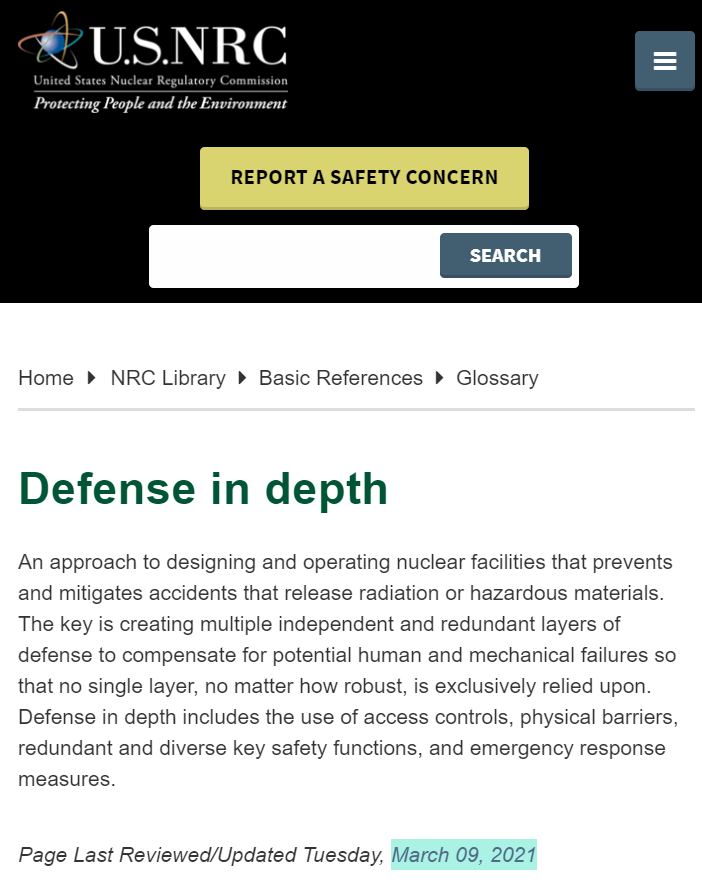 U.S.NRC
United States Nuclear Regulatory Commission
Protecting People and the Environment
REPORT A SAFETY CONCERN
SEARCH
Home NRC Library Basic References Glossary
Defense in depth
An approach to designing and operating nuclear facilities that prevents
and mitigates accidents that release radiation or hazardous materials.
The key is creating multiple independent and redundant layers of
defense to compensate for potential human and mechanical failures so
that no single layer, no matter how robust, is exclusively relied upon.
Defense in depth includes the use of access controls, physical barriers,
redundant and diverse key safety functions, and emergency response
measures.
Page Last Reviewed/Updated Tuesday, March 09, 2021